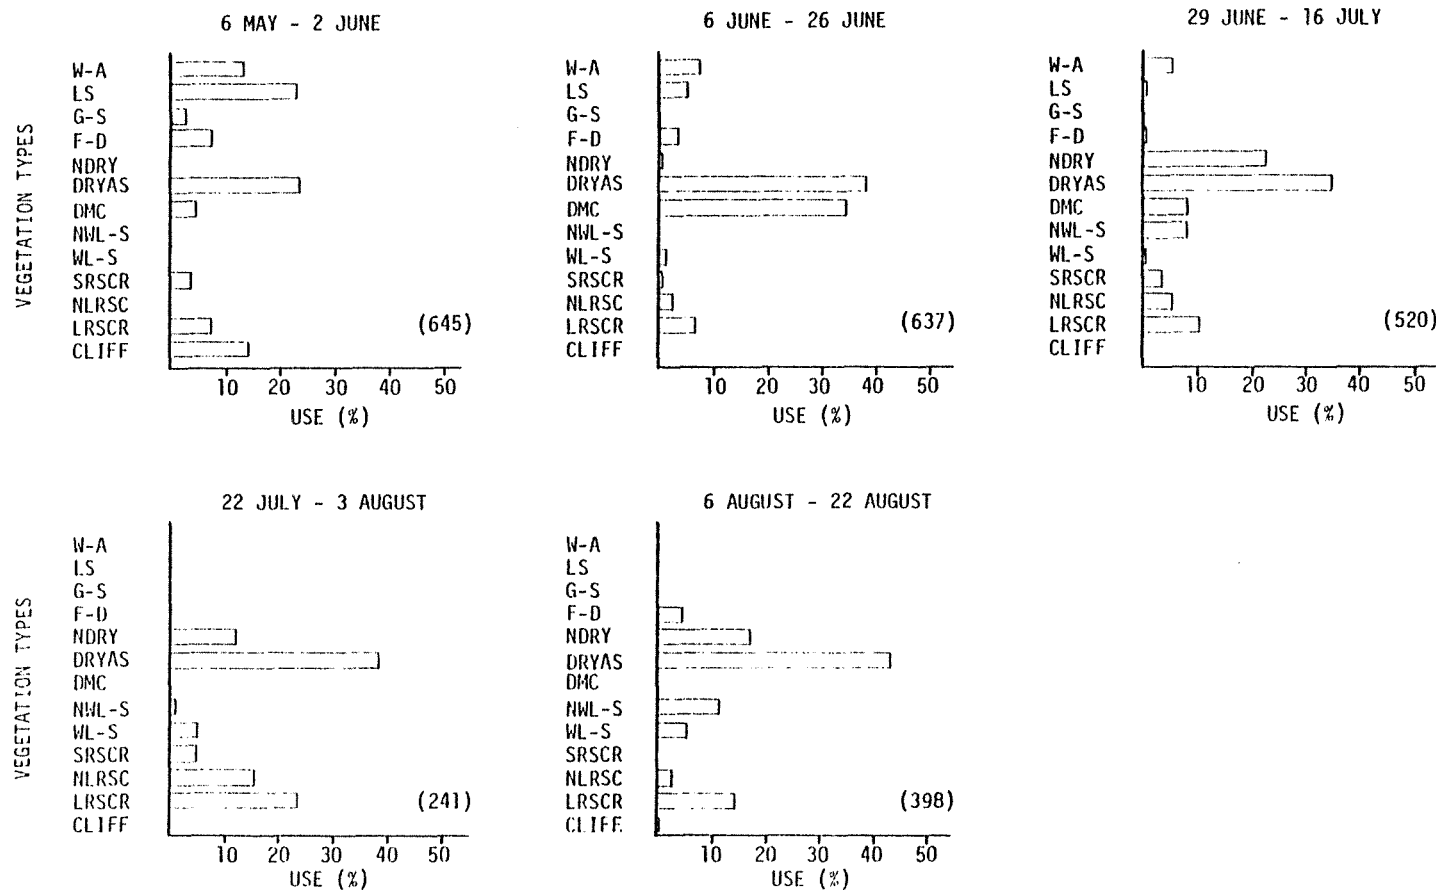 6 MAY - 2 JUNE
VEGETATION TYPES
W-A
LS
G-S
F-D
NDRY
DRYAS
DMC
NWL-S
WL-S
SRSCR
NLRSC
LRSCR
CLIFF
(645)
10 20 30 40 50
USE (%)
6 JUNE - 26 JUNE
W-A
LS
G-S
F-D
NDRY
DRYAS
DMC
NWL-S
WL-S
SRSCR
NLRSC
LRSCR
CLIFF
(637)
10 20 30 40 50
USE (%)
29 JUNE - 16 JULY
W-A
LS
G-S
F-D
NDRY
DRYAS
DMC
NWL-S
WL-S
SRSCR
NLRSC
LRSCR
CLIFF
(520)
10 20 30 40 50
USE (%)
22 JULY - 3 AUGUST
VEGETATION TYPES
W-A
LS
G-S
F-D
NDRY
DRYAS
DMC
NWL-S
WL-S
SRSCR
NLRSC
LRSCR
CLIFF
(241)
10 20 30 40 50
USE (%)
6 AUGUST - 22 AUGUST
W-A
LS
G-S
F-D
NDRY
DRYAS
DMC
NWL-S
WL-S
SRSCR
NLRSC
LRSCR
CLIFF
(398)
10 20 30 40 50
USE (%)